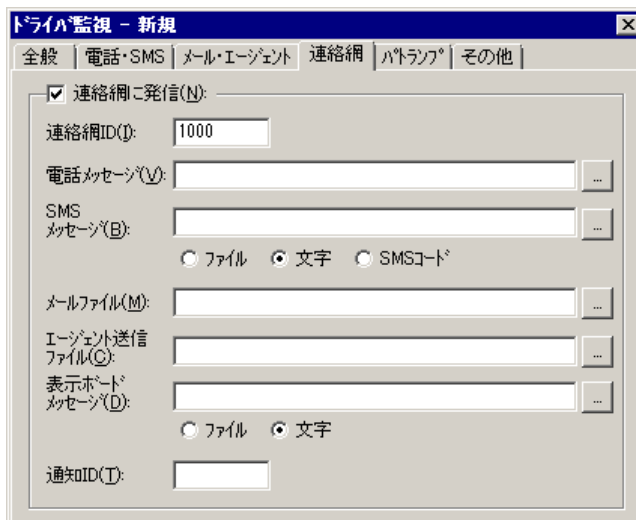 ﾄﾞﾗｲﾊﾞ監視 - 新規
全般 電話・SMS ﾒｰﾙ・ｴｰｼﾞｪﾝﾄ 連絡網 ﾊﾟﾄﾗﾝﾌﾟ その他
連絡網に発信(N):
連絡網ID(I): 1000
電話ﾒｯｾｰｼﾞ(V): ...
SMS
ﾒｯｾｰｼﾞ(B): ...
ﾌｧｲﾙ 文字 SMSｺｰﾄﾞ
ﾒｰﾙﾌｧｲﾙ(M): ...
ｴｰｼﾞｪﾝﾄ送信
ﾌｧｲﾙ(C): ...
表示ﾎﾞｰﾄﾞ
ﾒｯｾｰｼﾞ(D): ...
ﾌｧｲﾙ 文字
通知ID(T):